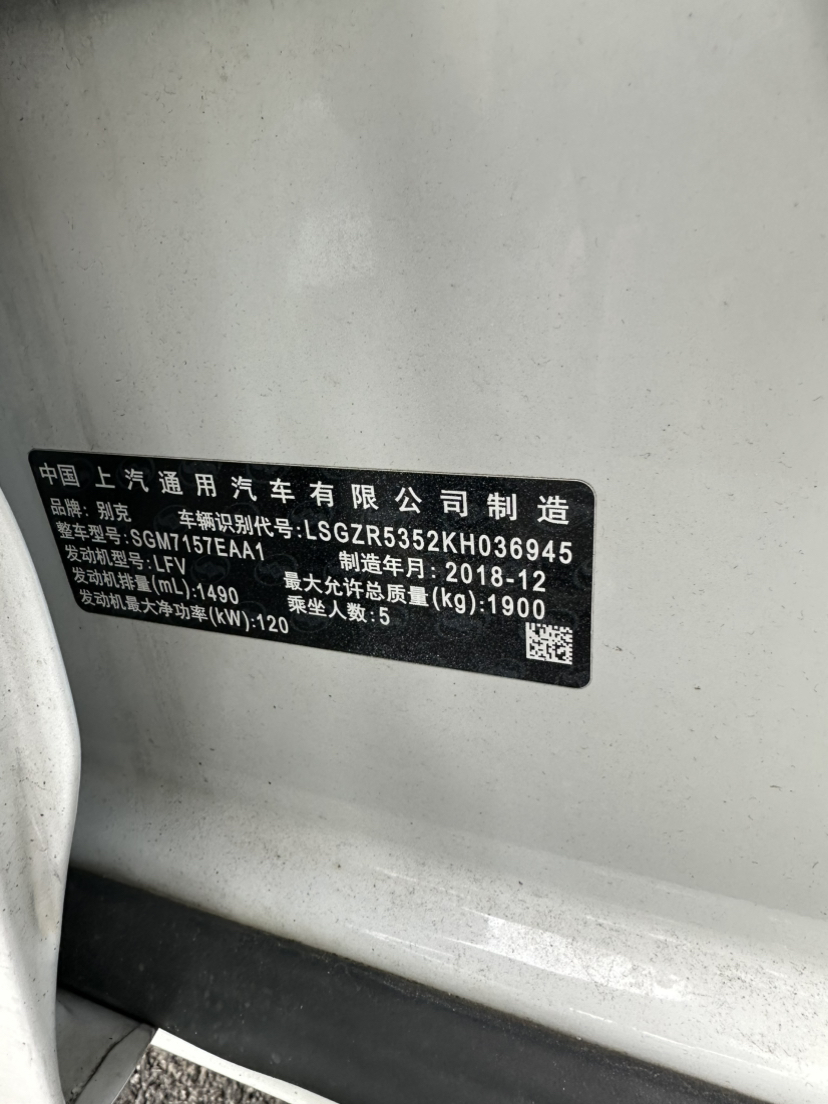 中国 上汽通用汽车有限公司制造
品牌: 别克 车辆识别代号:LSGZR5352KH036945
整车型号:SGM7157EAA1 制造年月: 2018-12
发动机型号:LFV 最大允许总质量(kg):1900
发动机排量(mL):1490 乘坐人数:5
发动机最大净功率(kW):120